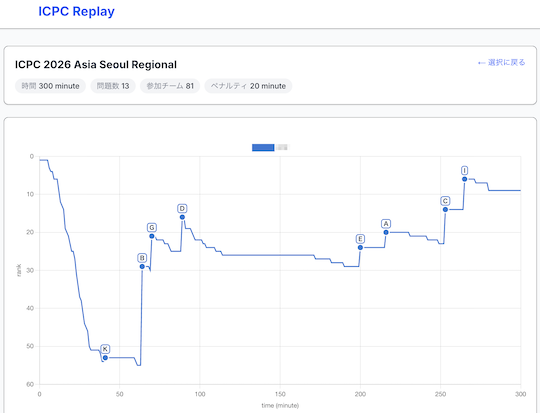 ICPC Replay
ICPC 2026 Asia Seoul Regional
← 選択に戻る
時間 300 minute 問題数 13 参加チーム 81 ペナルティ 20 minute
0
10
20
30
40
50
60
rank
K
B
G
D
E
A
C
I
0 50 100 150 200 250 300
time (minute)